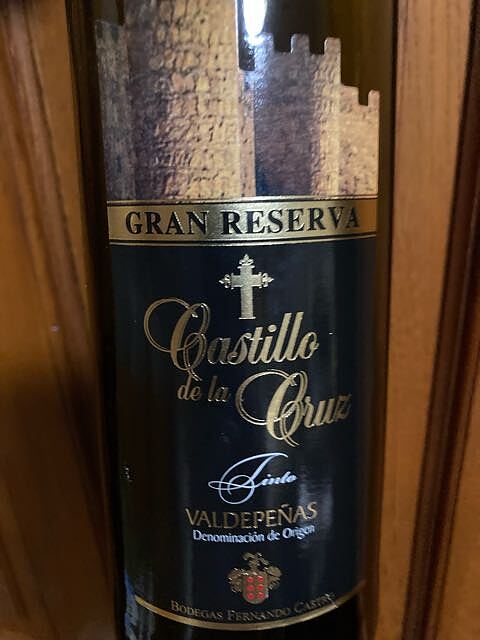 GRAN RESERVA
Castillo
de la
Cruz
Tinto
VALDEPEÑAS
Denominación de Origen
BODEGAS FERNANDO CASTRO